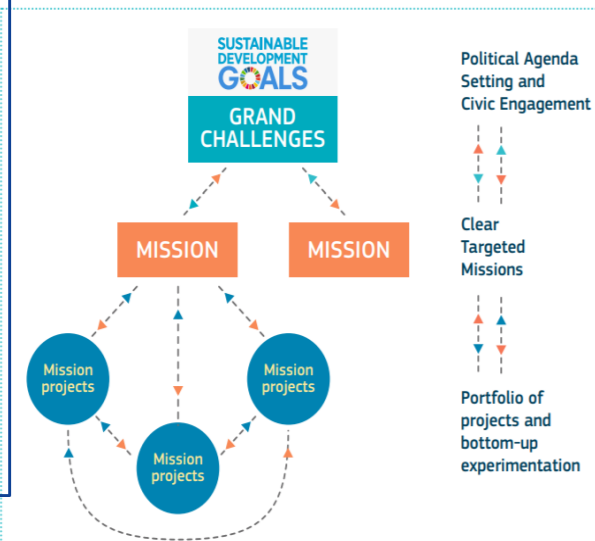 SUSTAINABLE
DEVELOPMENT
GOALS
GRAND
CHALLENGES
MISSION
MISSION
Mission
projects
Mission
projects
Mission
projects
Political Agenda
Setting and
Civic Engagement
Clear
Targeted
Missions
Portfolio of
projects and
bottom-up
experimentation